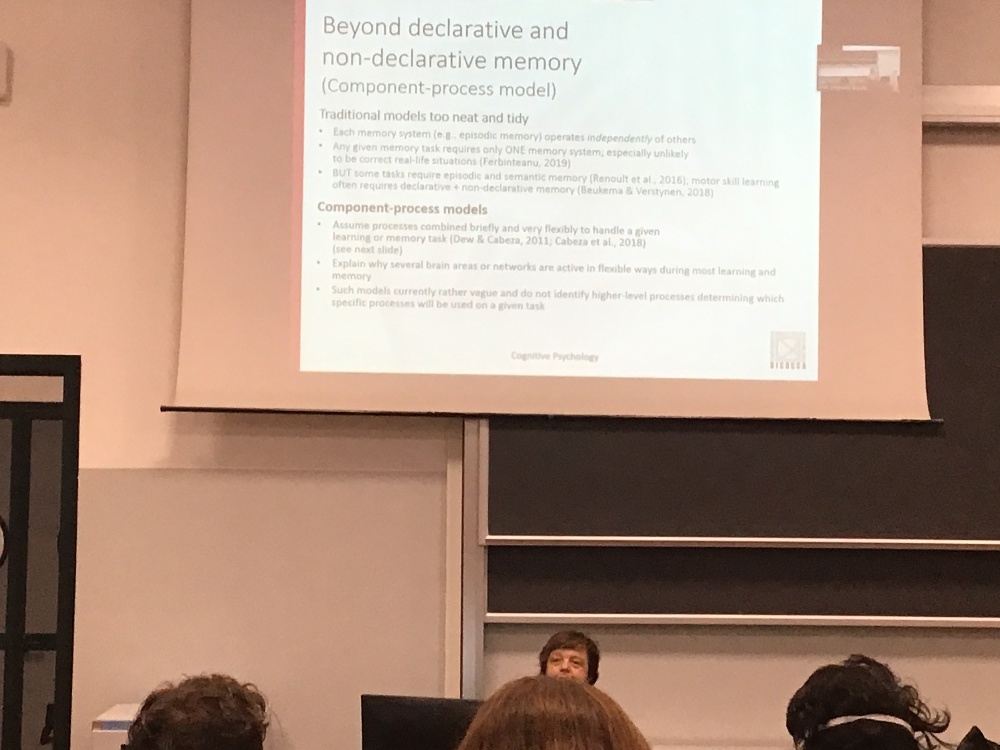 Beyond declarative and
non-declarative memory
(Component-process model)
Traditional models too neat and tidy
• Each memory system (e.g., episodic memory) operates independently of others
• Any given memory task requires only ONE memory system; especially unlikely
to be correct real-life situations (Ferbinteanu, 2019)
• BUT some tasks require episodic and semantic memory (Renoult et al., 2016); motor skill learning
often requires declarative + non-declarative memory (Beukema & Verstynen, 2018)
Component-process models
• Assume processes combined briefly and very flexibly to handle a given
learning or memory task (Dew & Cabeza, 2011; Cabeza et al., 2018)
(see next slide)
• Explain why several brain areas or networks are active in flexible ways during most learning and
memory
• Such models currently rather vague and do not identify higher-level processes determining which
specific processes will be used on a given task
Cognitive Psychology
BICOCCA